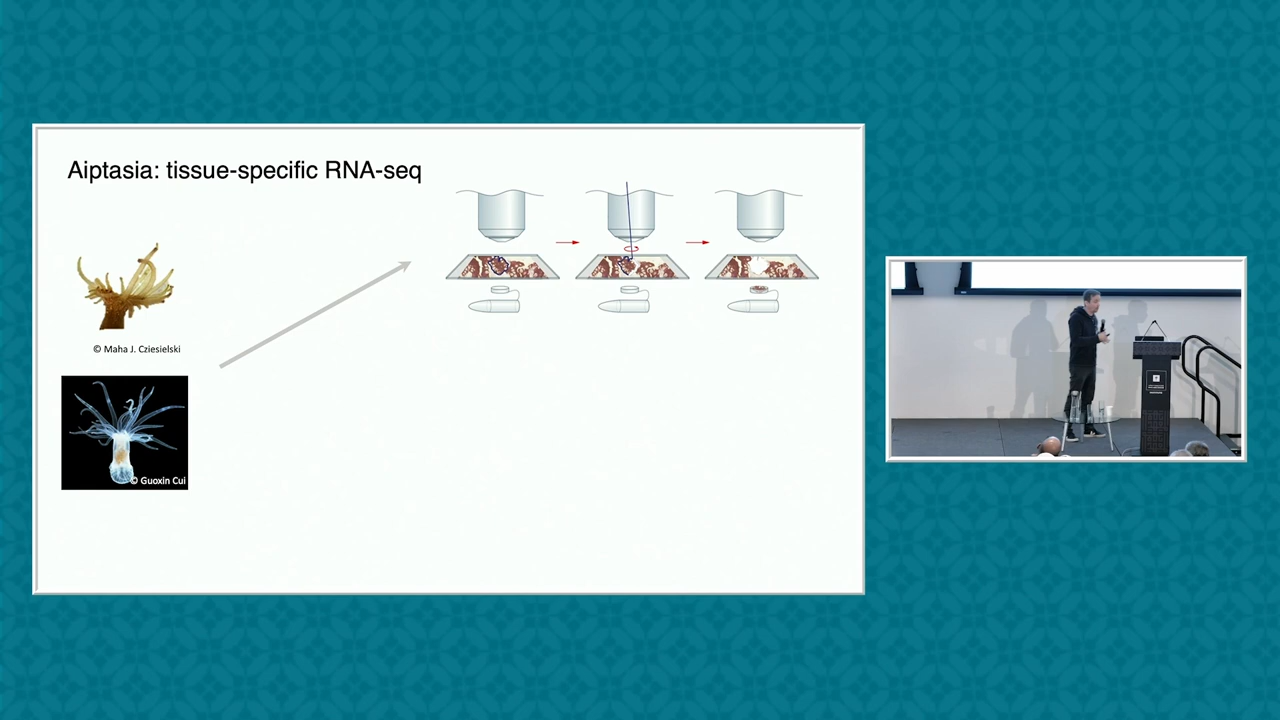 Aiptasia: tissue-specific RNA-seq
© Maha J. Cziesielski
© Guoxin Cui